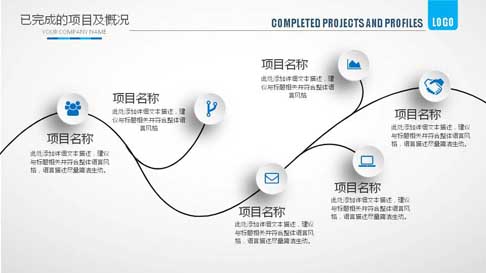 已完成的项目及概况
YOUR COMPANY NAME
COMPLETED PROJECTS AND PROFILES
LOGO
项目名称
此处添加详细文本描述，建议
与标题相关并符合整体语言风
格，语言描述尽量简洁生动。
项目名称
此处添加详细文本描述，建议
与标题相关并符合整体语言
风格
项目名称
此处添加详细文本描述，建议
与标题相关并符合整体语
言风格
项目名称
此处添加详细文本描述，建议
与标题相关并符合整体语言风
格，语言描述尽量简洁生动。
项目名称
此处添加详细文本描述，建议
与标题相关并符合整体语言风
格，语言描述尽量简洁生动。
项目名称
此处添加详细文本描述，建议
与标题相关并符合整体语言风
格，语言描述尽量简洁生动。